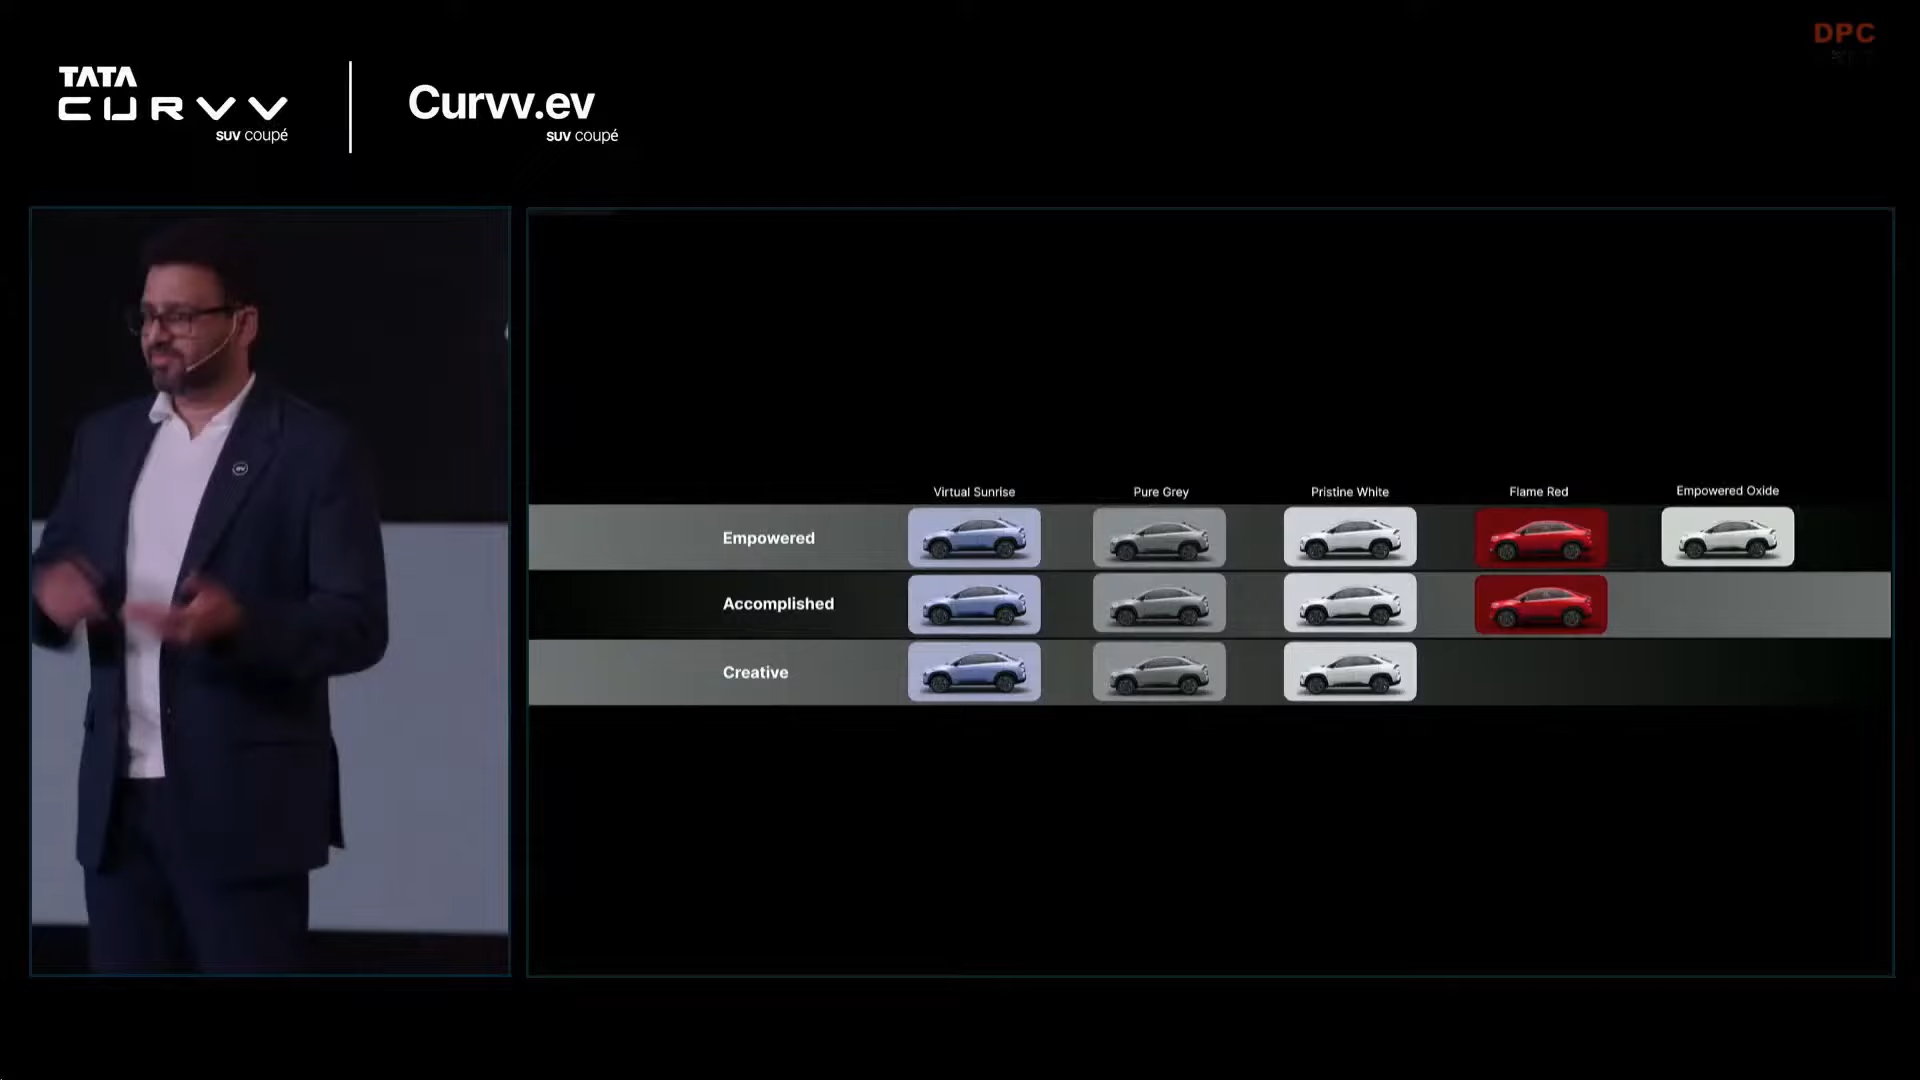 DPC
TATA
CURVV
SUV coupé
Curvv.ev
SUV coupé
Virtual Sunrise
Pure Grey
Pristine White
Flame Red
Empowered Oxide
Empowered
Accomplished
Creative